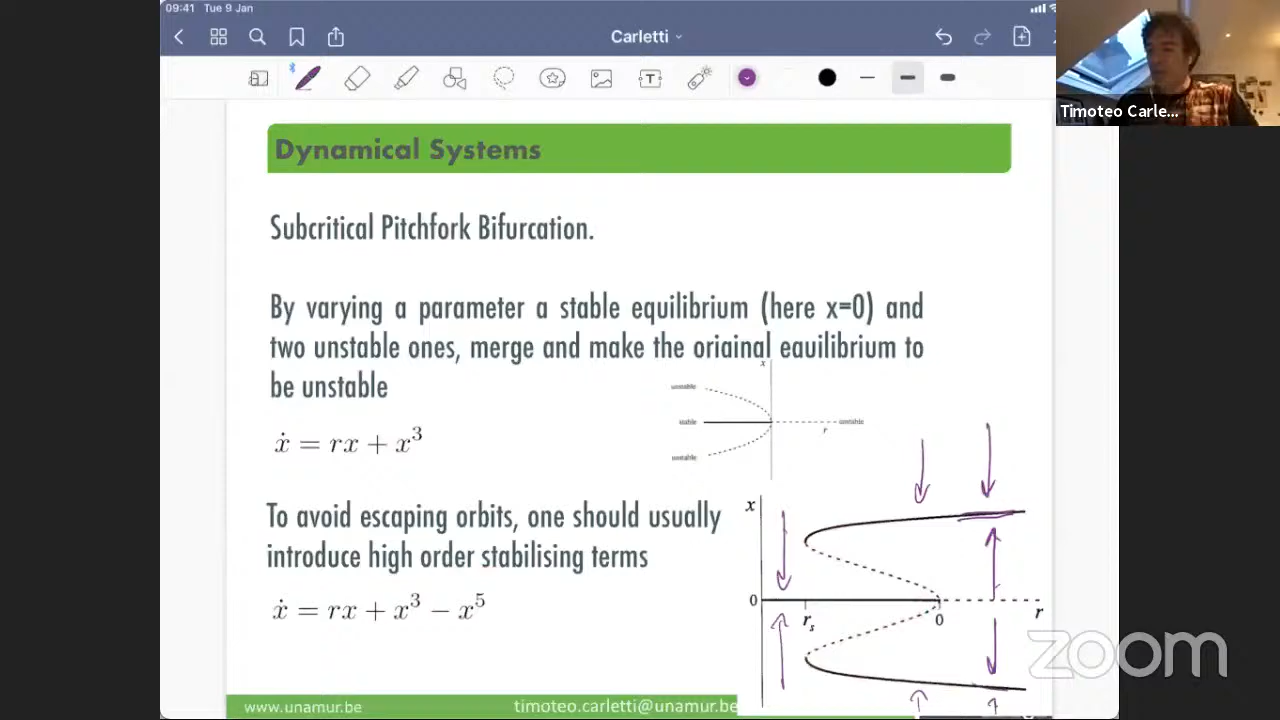 09:41 Tue 9 Jan
Carletti
Timoteo Carle...
Dynamical Systems
Subcritical Pitchfork Bifurcation.
By varying a parameter a stable equilibrium (here x=0) and
two unstable ones, merge and make the original equilibrium to
be unstable
x
unstable
stable
unstable
r
unstable
ẋ = rx + x³
To avoid escaping orbits, one should usually
introduce high order stabilising terms
ẋ = rx + x³ − x⁵
x
0
rₛ
0
r
zoom
www.unamur.be
timoteo.carletti@unamur.be